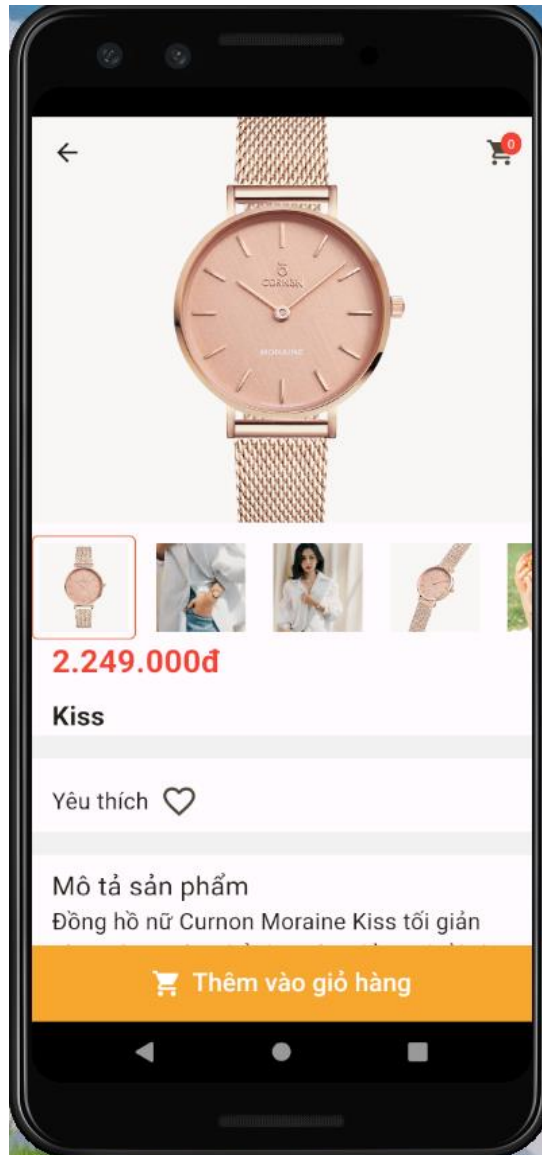 0
CURNON
MORAINE
2.249.000đ
Kiss
Yêu thích
Mô tả sản phẩm
Đồng hồ nữ Curnon Moraine Kiss tối giản
Thêm vào giỏ hàng